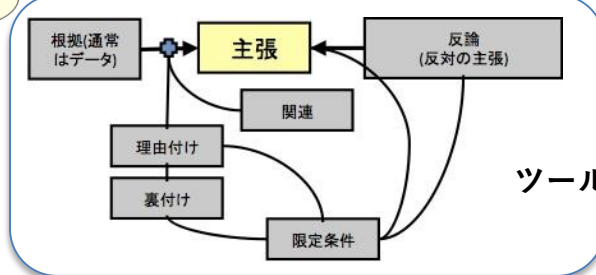 根拠(通常
はデータ)
主張
反論
(反対の主張)
関連
理由付け
裏付け
限定条件
ツール